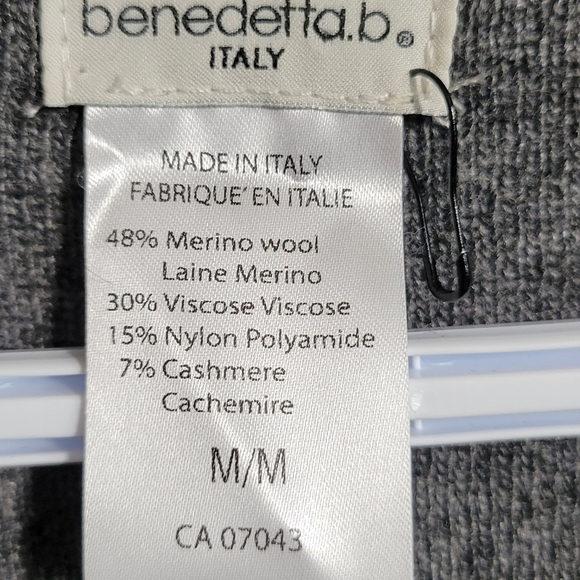 benedetta.b®
ITALY
MADE IN ITALY
FABRIQUE' EN ITALIE
48% Merino wool
Laine Merino
30% Viscose Viscose
15% Nylon Polyamide
7% Cashmere
Cachemire
M/M
CA 07043